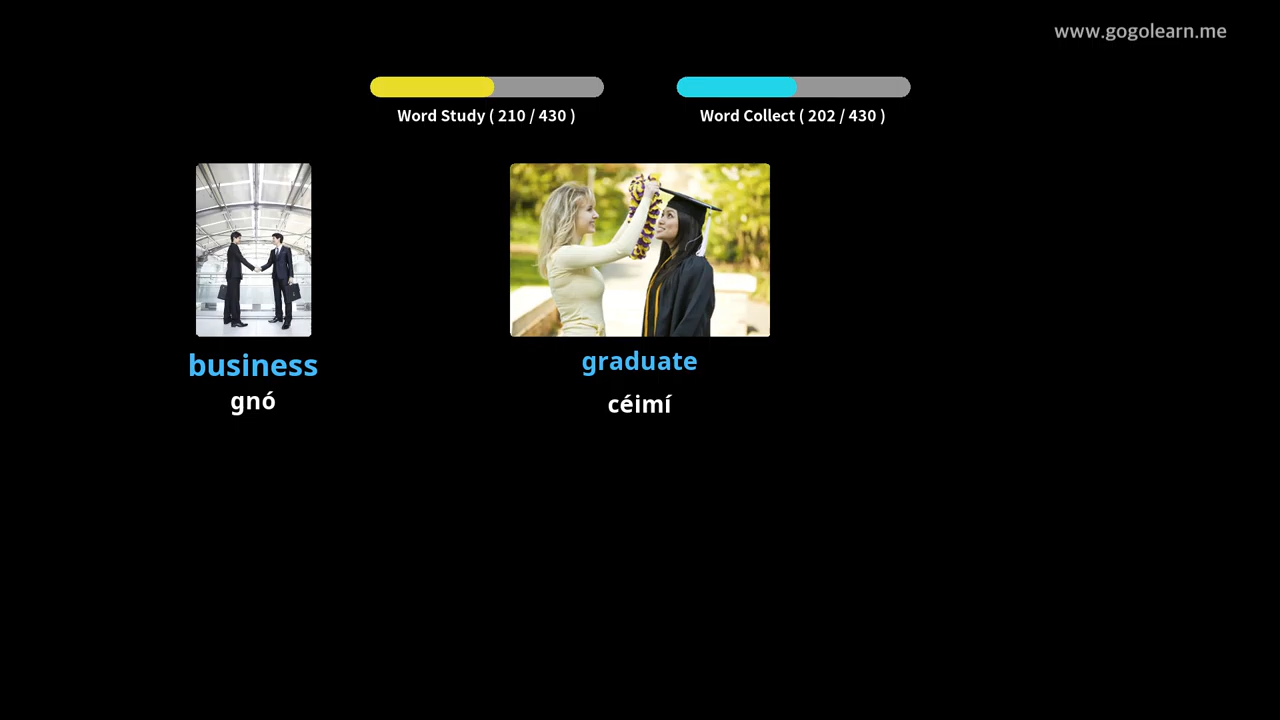 www.gogolearn.me
Word Study ( 210 / 430 )
Word Collect ( 202 / 430 )
business
gnó
graduate
céimí